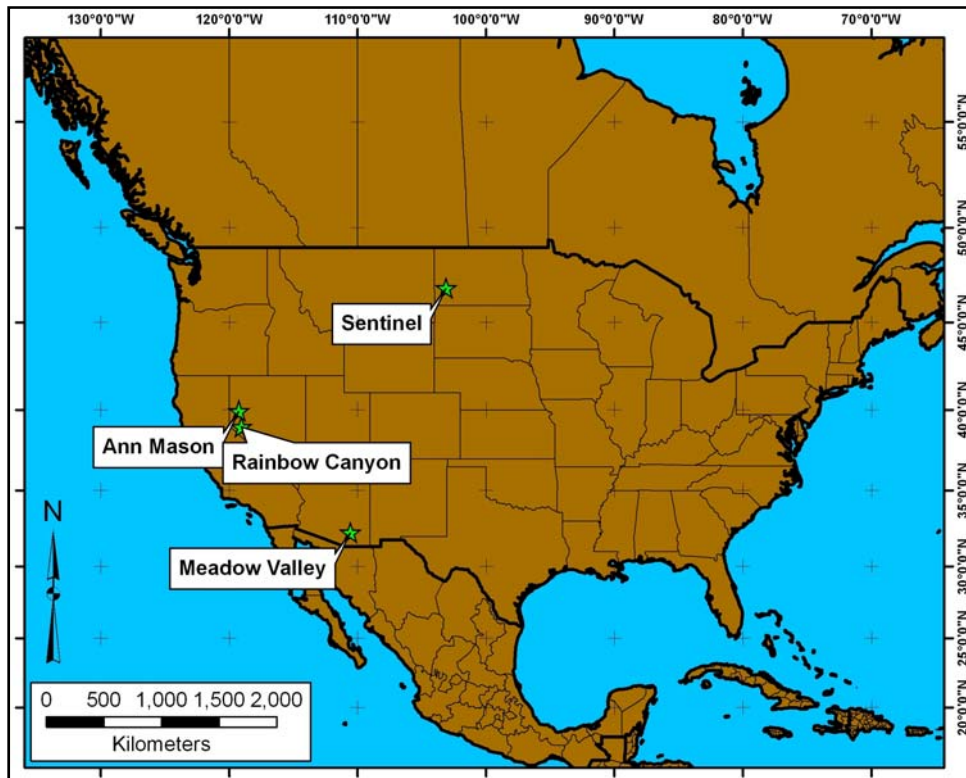 130°0'0"W 120°0'0"W 110°0'0"W 100°0'0"W 90°0'0"W 80°0'0"W 70°0'0"W
55°0'0"N
50°0'0"N
Sentinel
45°0'0"N
40°0'0"N
Ann Mason
Rainbow Canyon
35°0'0"N
N
Meadow Valley
30°0'0"N
25°0'0"N
0 500 1,000 1,500 2,000
20°0'0"N
Kilometers